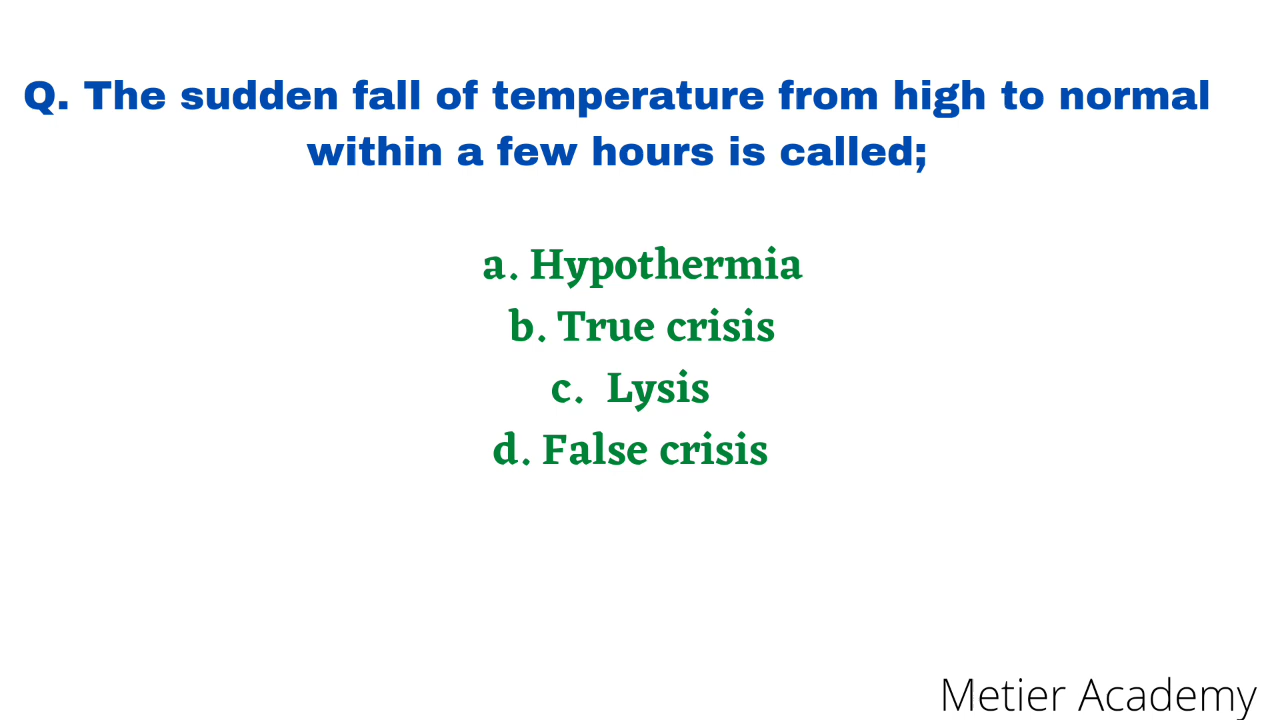 Q. The sudden fall of temperature from high to normal
within a few hours is called;
a. Hypothermia
b. True crisis
c. Lysis
d. False crisis
Metier Academy